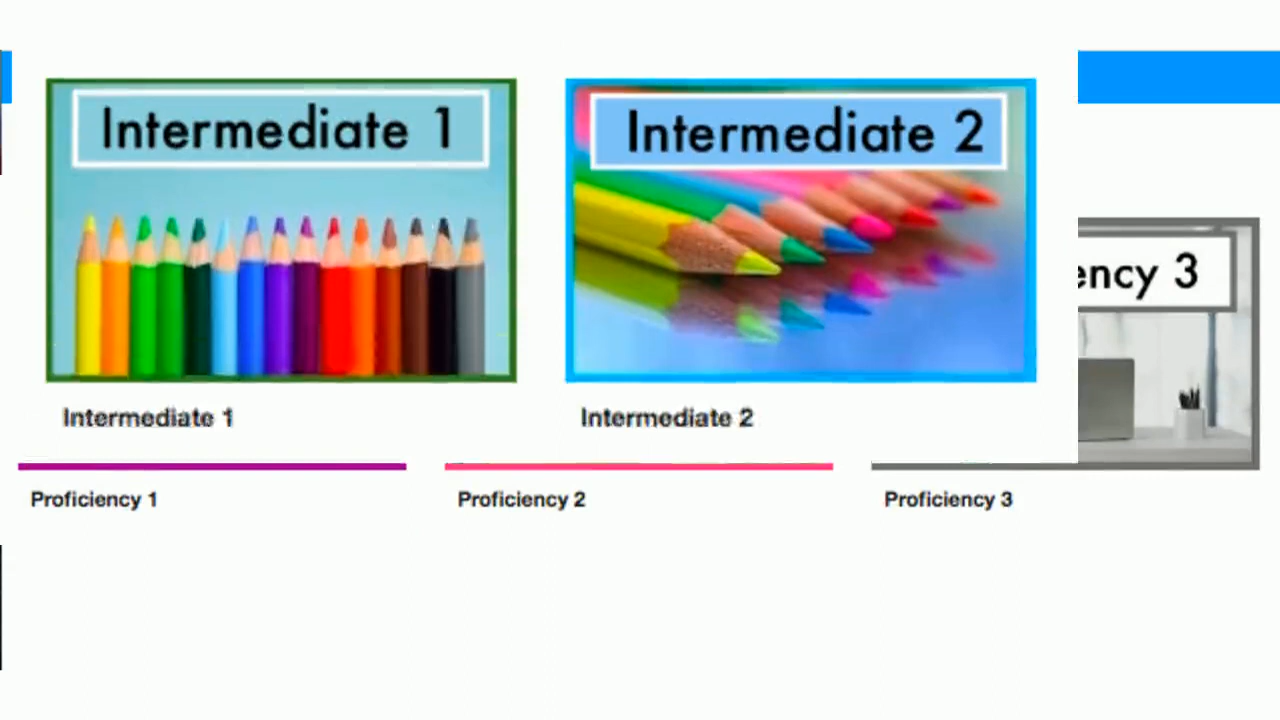 Intermediate 1
Intermediate 2
ency 3
Intermediate 1
Intermediate 2
Proficiency 1
Proficiency 2
Proficiency 3